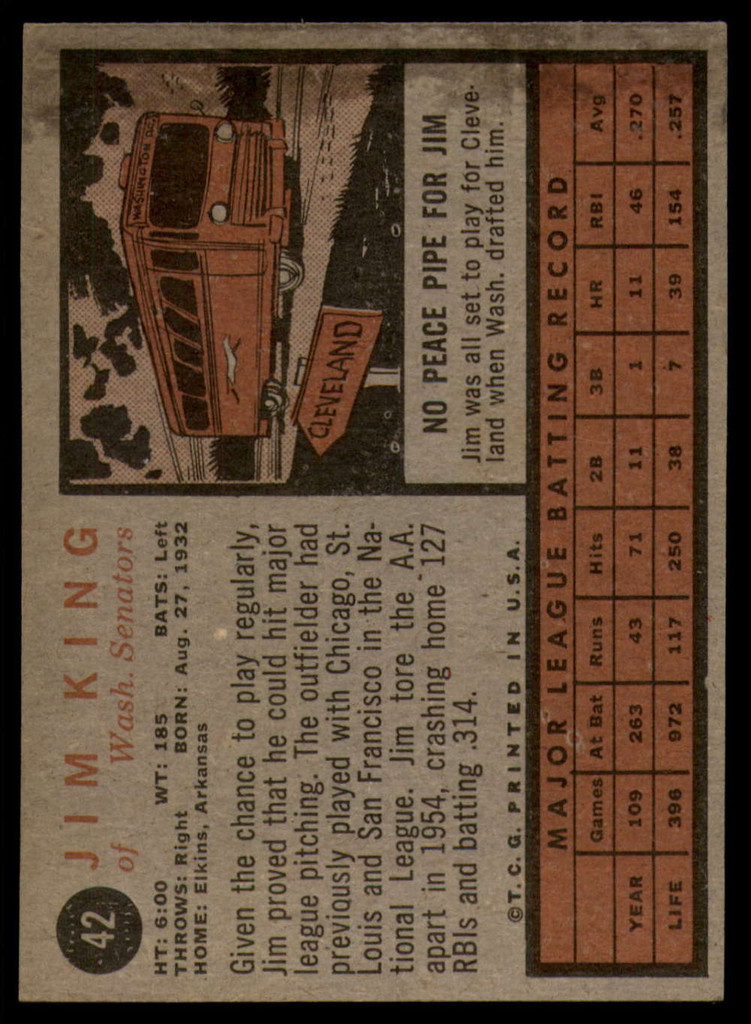 42
JIM KING
of Wash. Senators
HT: 6:00 WT: 185 BATS: Left
THROWS: Right BORN: Aug. 27, 1932
HOME: Elkins, Arkansas
Given the chance to play regularly,
Jim proved that he could hit major
league pitching. The outfielder had
previously played with Chicago, St.
Louis and San Francisco in the Na-
tional League. Jim tore the A.A.
apart in 1954, crashing home 127
RBIs and batting .314.
©T.C.G. PRINTED IN U.S.A.
WASHINGTON D.C.
CLEVELAND
NO PEACE PIPE FOR JIM
Jim was all set to play for Cleve-
land when Wash. drafted him.
MAJOR LEAGUE BATTING RECORD
Games At Bat Runs Hits 2B 3B HR RBI Avg
YEAR 109 263 43 71 11 1 11 46 .270
LIFE 396 972 117 250 38 7 39 154 .257